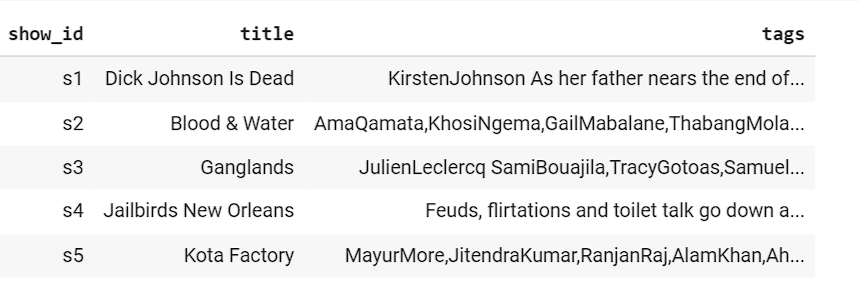 show_id title tags
s1 Dick Johnson Is Dead KirstenJohnson As her father nears the end of...
s2 Blood & Water AmaQamata,KhosiNgema,GailMabalane,ThabangMola...
s3 Ganglands JulienLeclercq SamiBouajila,TracyGotoas,Samuel...
s4 Jailbirds New Orleans Feuds, flirtations and toilet talk go down a...
s5 Kota Factory MayurMore,JitendraKumar,RanjanRaj,AlamKhan,Ah...